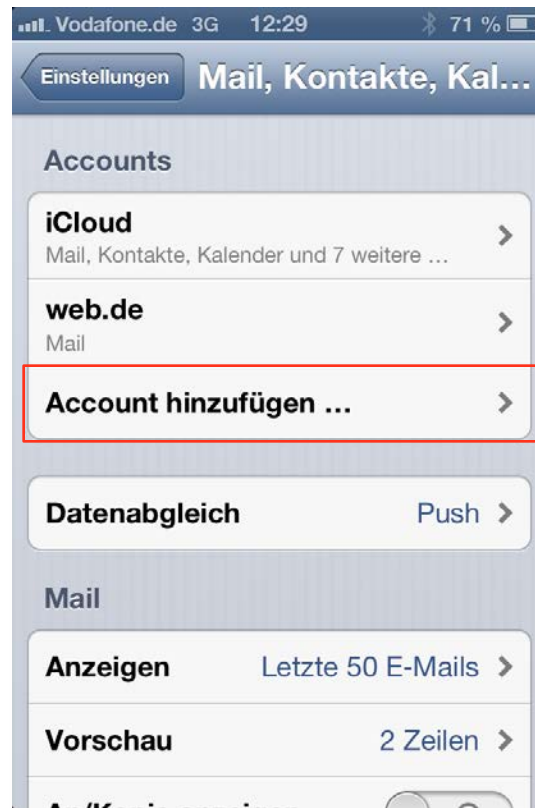 Vodafone.de 3G 12:29 71 %
Einstellungen Mail, Kontakte, Kal...
Accounts
iCloud
Mail, Kontakte, Kalender und 7 weitere ...
web.de
Mail
Account hinzufügen ...
Datenabgleich Push
Mail
Anzeigen Letzte 50 E-Mails
Vorschau 2 Zeilen